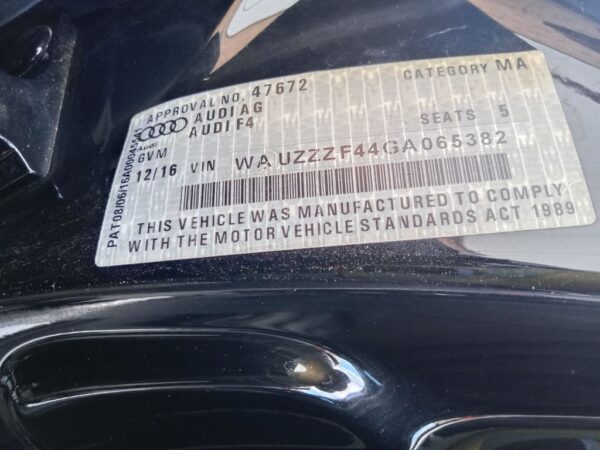 APPROVAL NO. 47672
CATEGORY MA
AUDI AG
AUDI F4
SEATS 5
Audi
GVM
12/16 VIN WAUZZZF44GA065382
THIS VEHICLE WAS MANUFACTURED TO COMPLY
WITH THE MOTOR VEHICLE STANDARDS ACT 1989